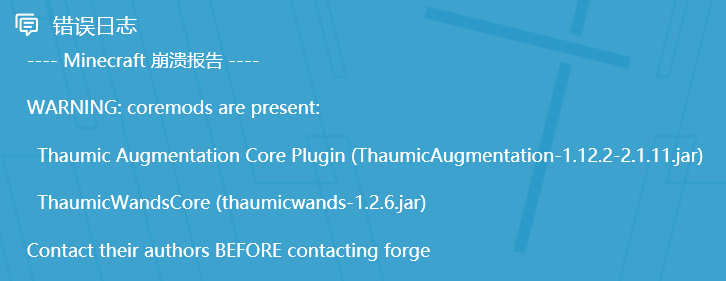 错误日志
---- Minecraft 崩溃报告 ----
WARNING: coremods are present:
Thaumic Augmentation Core Plugin (ThaumicAugmentation-1.12.2-2.1.11.jar)
ThaumicWandsCore (thaumicwands-1.2.6.jar)
Contact their authors BEFORE contacting forge